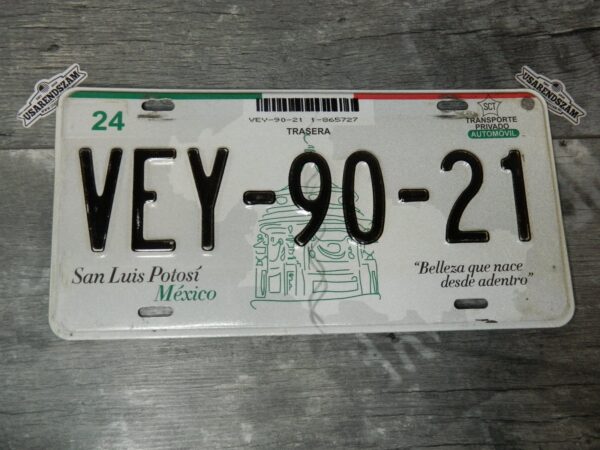 USARENDSZAM
USARENDSZAM
24
VEY-90-21 1-865727
TRASERA
SCT
TRANSPORTE
PRIVADO
AUTOMOVIL
VEY-90-21
San Luis Potosí
México
"Belleza que nace
desde adentro"